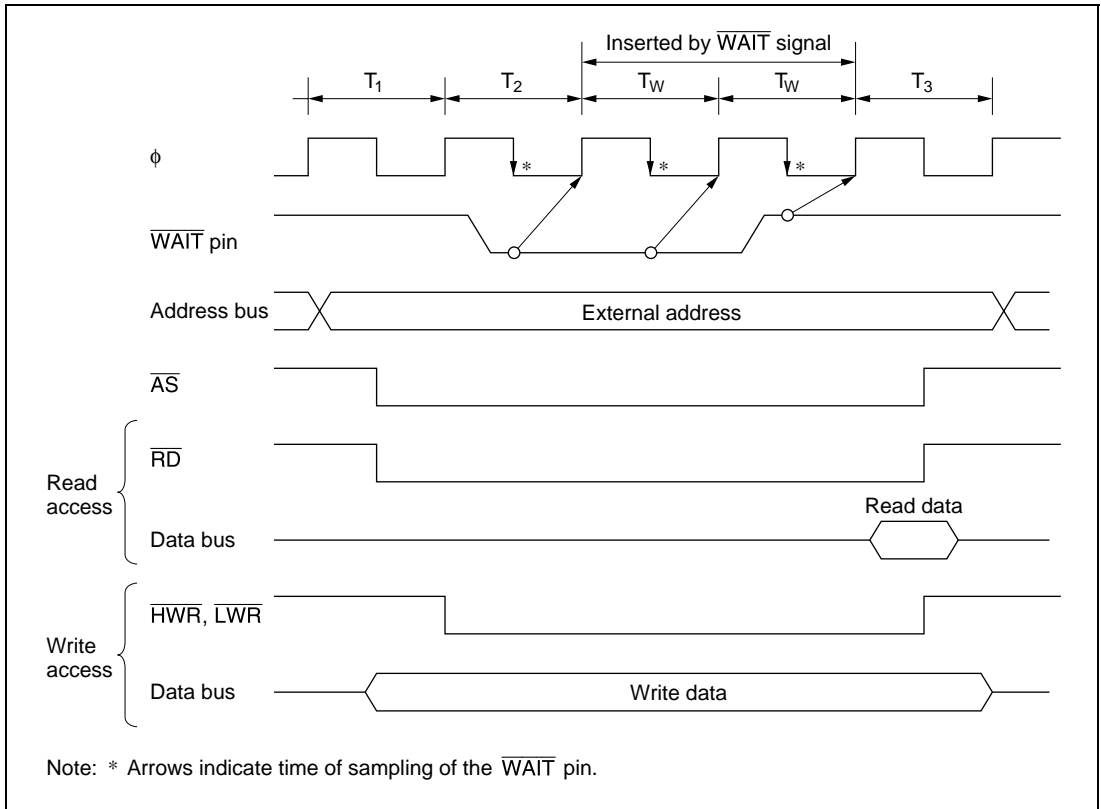 Inserted by WAIT signal
T1 T2 TW TW T3
ϕ
* * *
WAIT pin
Address bus External address
AS
Read access
RD
Read data
Data bus
Write access
HWR, LWR
Data bus Write data
Note: * Arrows indicate time of sampling of the WAIT pin.